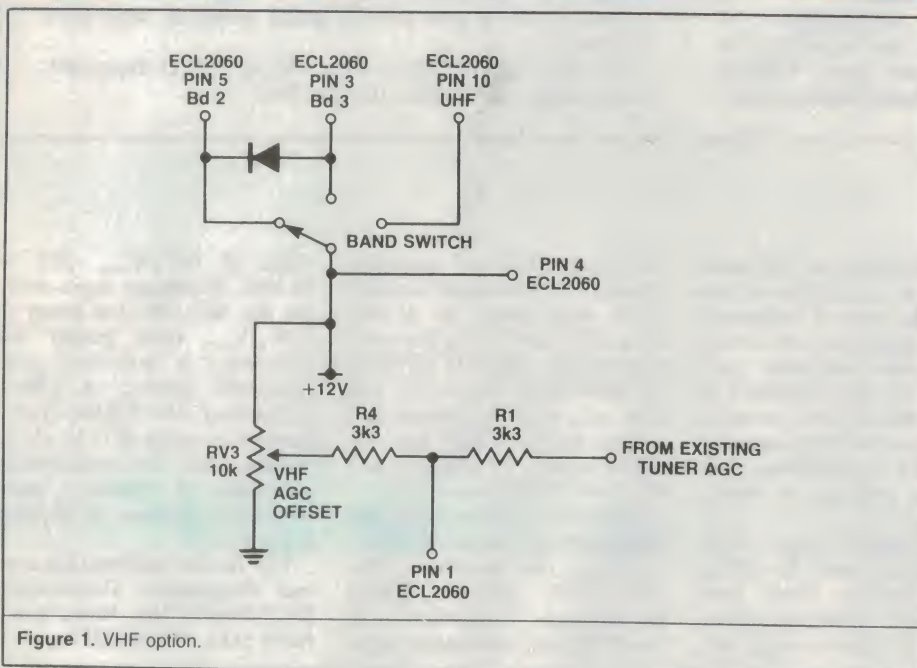 ECL2060
PIN 5
Bd 2
ECL2060
PIN 3
Bd 3
ECL2060
PIN 10
UHF
BAND SWITCH
PIN 4
ECL2060
+12V
RV3
10k
VHF
AGC
OFFSET
R4
3k3
R1
3k3
FROM EXISTING
TUNER AGC
PIN 1
ECL2060
Figure 1. VHF option.